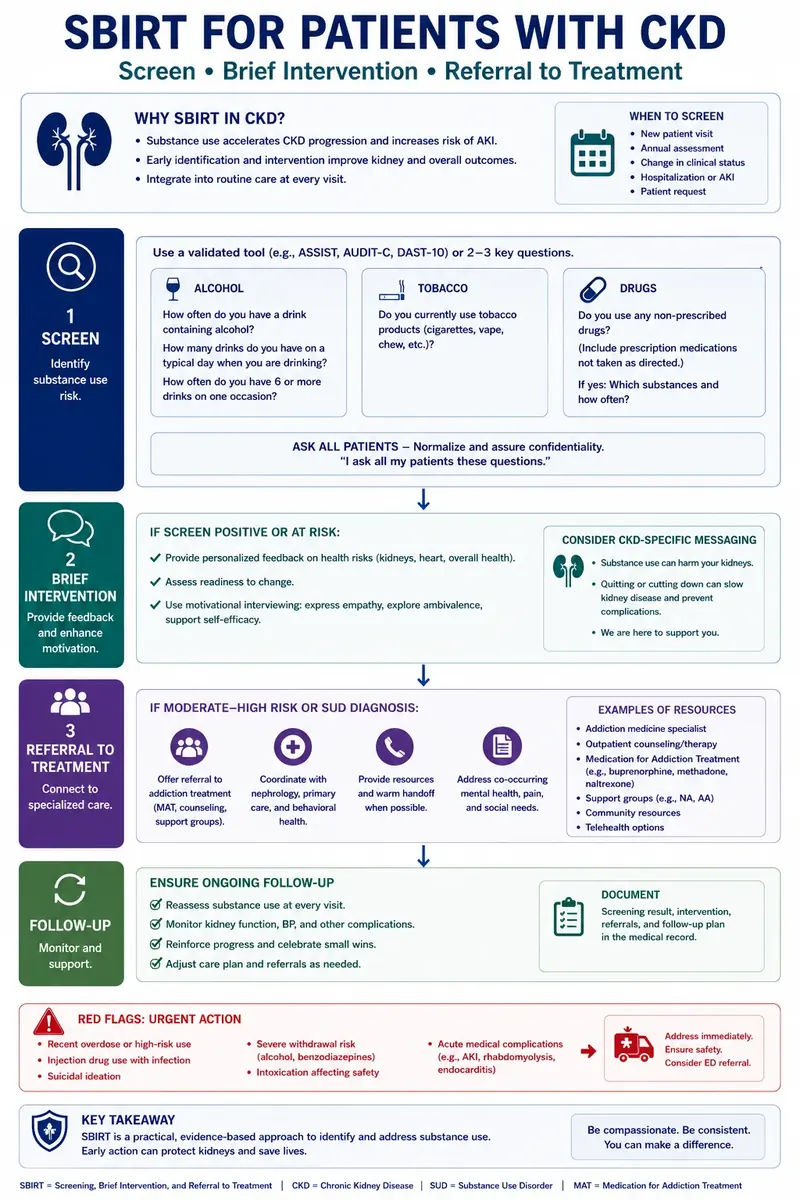 SBIRT FOR PATIENTS WITH CKD
Screen • Brief Intervention • Referral to Treatment
WHY SBIRT IN CKD?
• Substance use accelerates CKD progression and increases risk of AKI.
• Early identification and intervention improve kidney and overall outcomes.
• Integrate into routine care at every visit.
WHEN TO SCREEN
• New patient visit
• Annual assessment
• Change in clinical status
• Hospitalization or AKI
• Patient request
1
SCREEN
Identify
substance use
risk.
Use a validated tool (e.g., ASSIST, AUDIT-C, DAST-10) or 2–3 key questions.
ALCOHOL
How often do you have a drink
containing alcohol?
How many drinks do you have on a
typical day when you are drinking?
How often do you have 6 or more
drinks on one occasion?
TOBACCO
Do you currently use tobacco
products (cigarettes, vape,
chew, etc.)?
DRUGS
Do you use any non-prescribed
drugs?
(Include prescription medications
not taken as directed.)
If yes: Which substances and
how often?
ASK ALL PATIENTS – Normalize and assure confidentiality.
“I ask all my patients these questions.”
2
BRIEF
INTERVENTION
Provide feedback
and enhance
motivation.
IF SCREEN POSITIVE OR AT RISK:
✓ Provide personalized feedback on health risks (kidneys, heart, overall health).
✓ Assess readiness to change.
✓ Use motivational interviewing: express empathy, explore ambivalence,
support self-efficacy.
CONSIDER CKD-SPECIFIC MESSAGING
• Substance use can harm your kidneys.
• Quitting or cutting down can slow
kidney disease and prevent
complications.
• We are here to support you.
3
REFERRAL TO
TREATMENT
Connect to
specialized care.
IF MODERATE–HIGH RISK OR SUD DIAGNOSIS:
Offer referral to
addiction treatment
(MAT, counseling,
support groups).
Coordinate with
nephrology, primary
care, and behavioral
health.
Provide resources
and warm handoff
when possible.
Address co-occurring
mental health, pain,
and social needs.
EXAMPLES OF RESOURCES
• Addiction medicine specialist
• Outpatient counseling/therapy
• Medication for Addiction Treatment
(e.g., buprenorphine, methadone,
naltrexone)
• Support groups (e.g., NA, AA)
• Community resources
• Telehealth options
FOLLOW-UP
Monitor and
support.
ENSURE ONGOING FOLLOW-UP
Reassess substance use at every visit.
Monitor kidney function, BP, and other complications.
Reinforce progress and celebrate small wins.
Adjust care plan and referrals as needed.
DOCUMENT
Screening result, intervention,
referrals, and follow-up plan
in the medical record.
RED FLAGS: URGENT ACTION
• Recent overdose or high-risk use
• Injection drug use with infection
• Suicidal ideation
• Severe withdrawal risk
(alcohol, benzodiazepines)
• Intoxication affecting safety
• Acute medical complications
(e.g., AKI, rhabdomyolysis,
endocarditis)
Address immediately.
Ensure safety.
Consider ED referral.
KEY TAKEAWAY
SBIRT is a practical, evidence-based approach to identify and address substance use.
Early action can protect kidneys and save lives.
Be compassionate. Be consistent.
You can make a difference.
SBIRT = Screening, Brief Intervention, and Referral to Treatment | CKD = Chronic Kidney Disease | SUD = Substance Use Disorder | MAT = Medication for Addiction Treatment